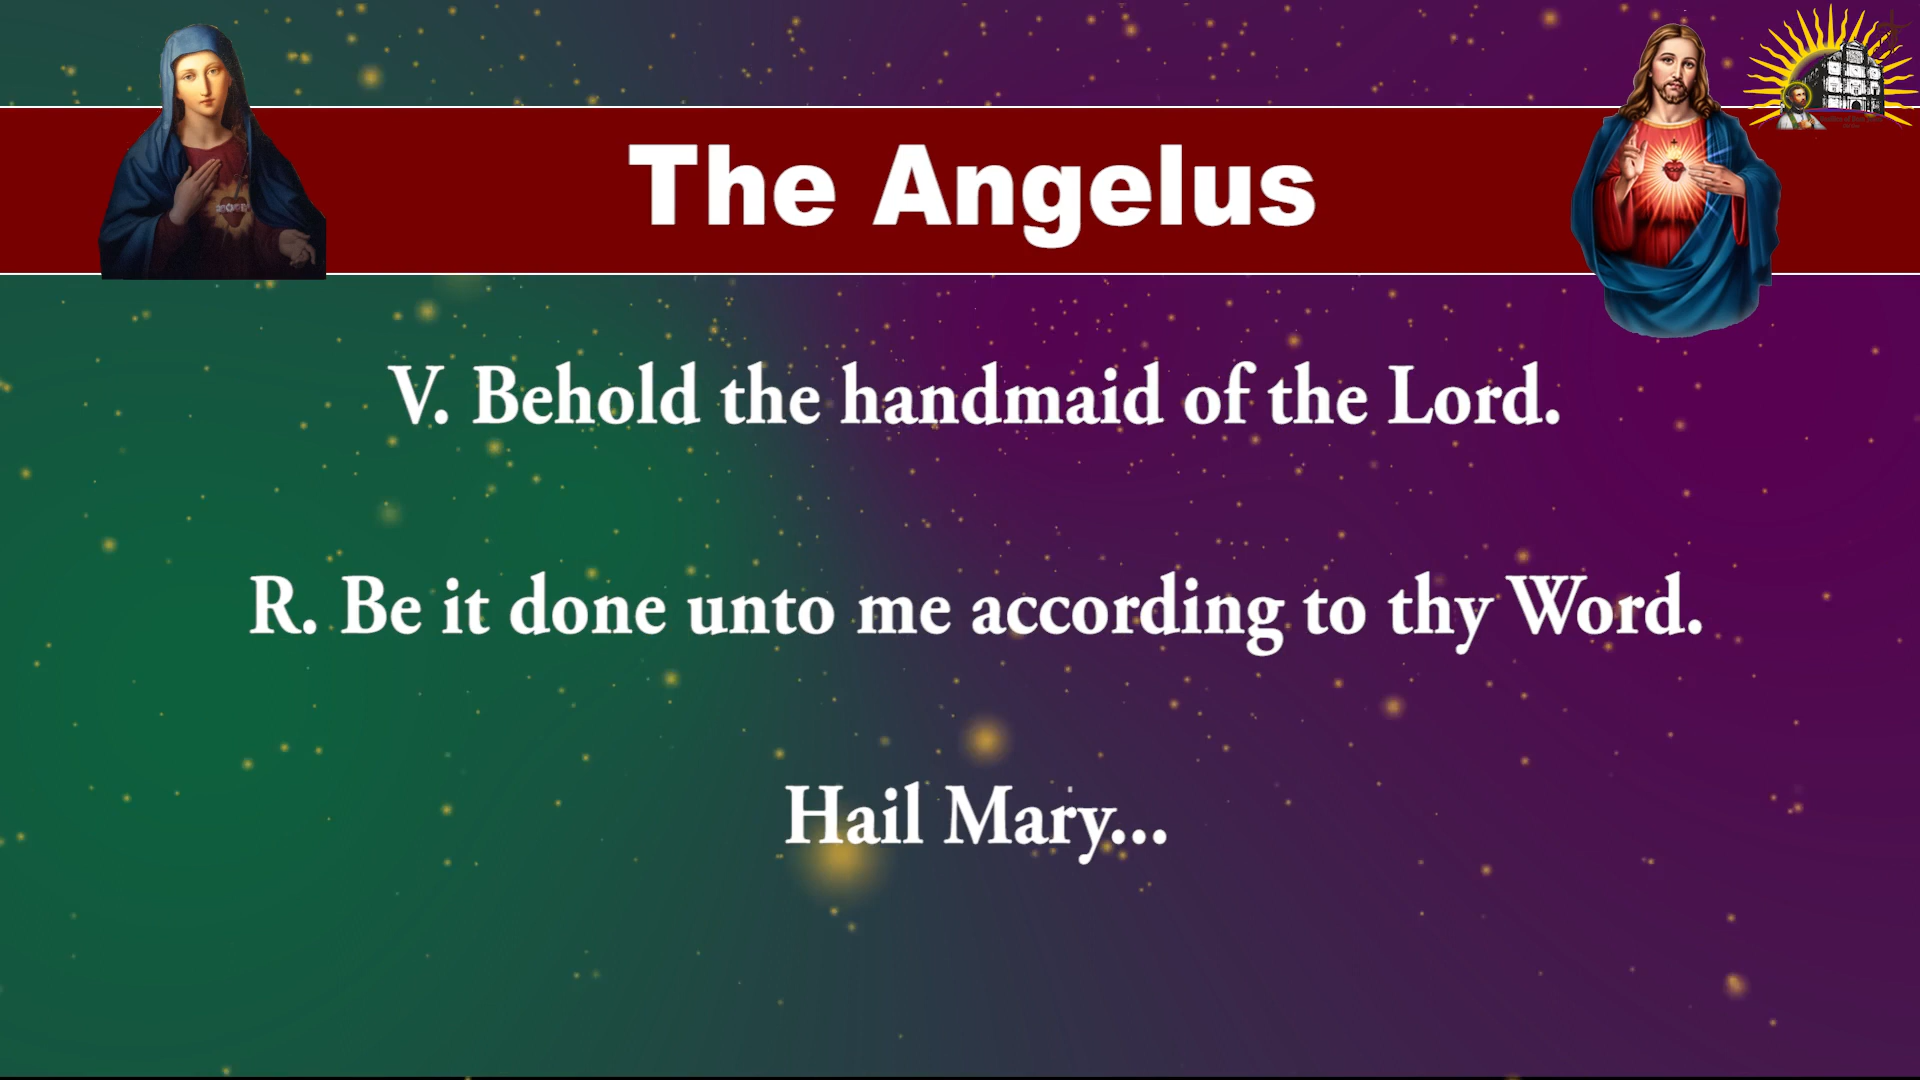 The Angelus
V. Behold the handmaid of the Lord.
R. Be it done unto me according to thy Word.
Hail Mary...